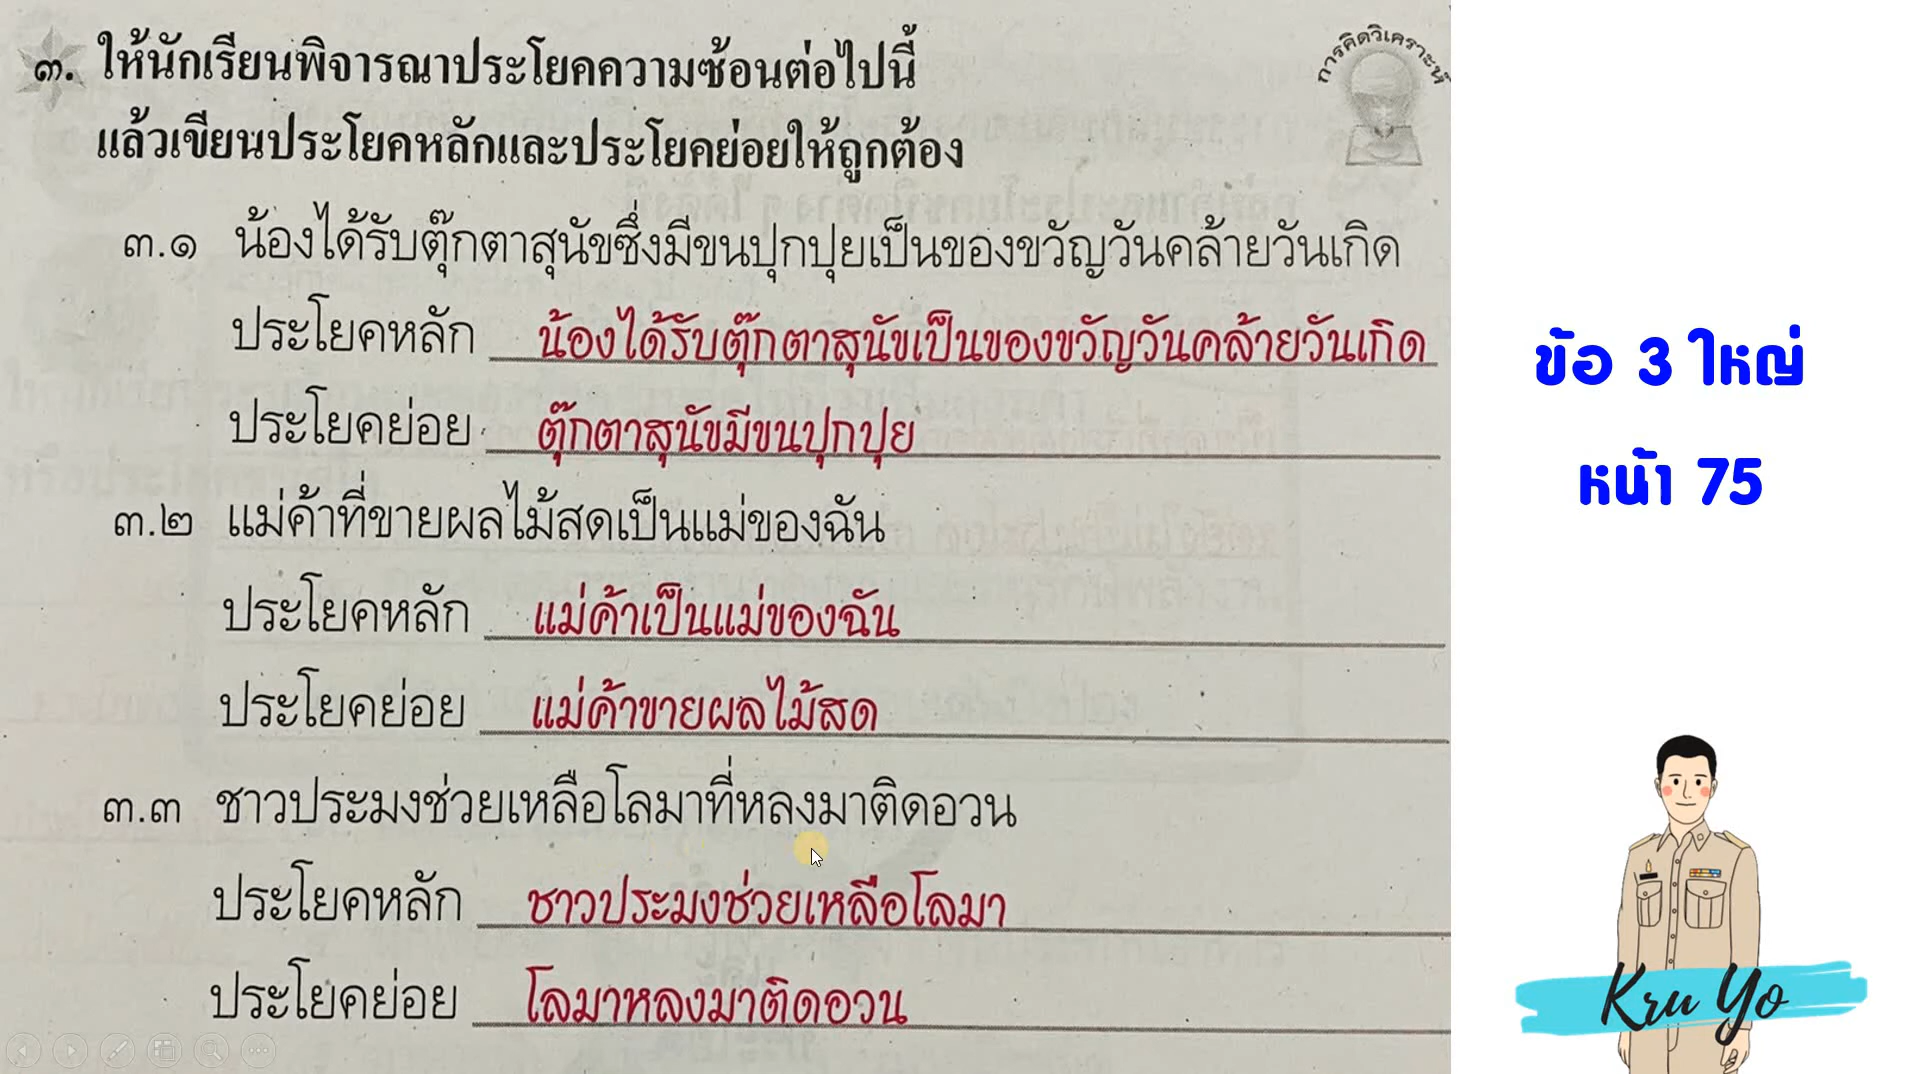 ๓. ให้นักเรียนพิจารณาประโยคความซ้อนต่อไปนี้
แล้วเขียนประโยคหลักและประโยคย่อยให้ถูกต้อง
การคิดวิเคราะห์
๓.๑ น้องได้รับตุ๊กตาสุนัขซึ่งมีขนปุกปุยเป็นของขวัญวันคล้ายวันเกิด
ประโยคหลัก น้องได้รับตุ๊กตาสุนัขเป็นของขวัญวันคล้ายวันเกิด
ประโยคย่อย ตุ๊กตาสุนัขมีขนปุกปุย
๓.๒ แม่ค้าที่ขายผลไม้สดเป็นแม่ของฉัน
ประโยคหลัก แม่ค้าเป็นแม่ของฉัน
ประโยคย่อย แม่ค้าขายผลไม้สด
๓.๓ ชาวประมงช่วยเหลือโลมาที่หลงมาติดอวน
ประโยคหลัก ชาวประมงช่วยเหลือโลมา
ประโยคย่อย โลมาหลงมาติดอวน
ข้อ 3 ใหญ่
หน้า 75
Kru Yo